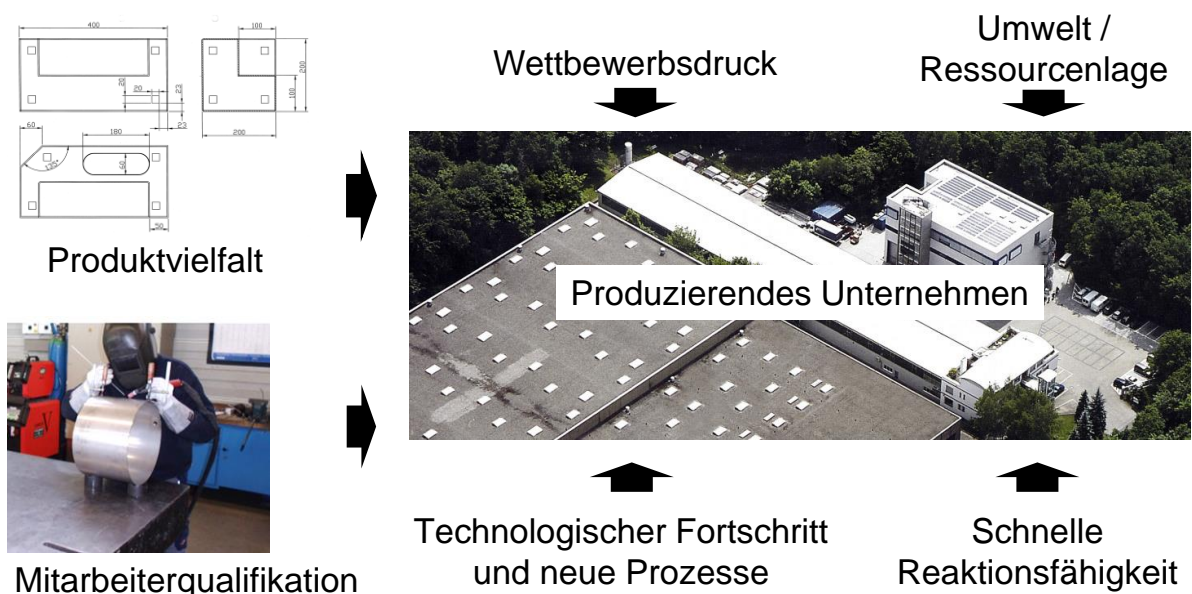 400
100
200
100
200
20
20
23
23
60
180
60
135°
50
Produktvielfalt
Mitarbeiterqualifikation
Wettbewerbsdruck
Umwelt /
Ressourcenlage
Produzierendes Unternehmen
Technologischer Fortschritt
und neue Prozesse
Schnelle
Reaktionsfähigkeit